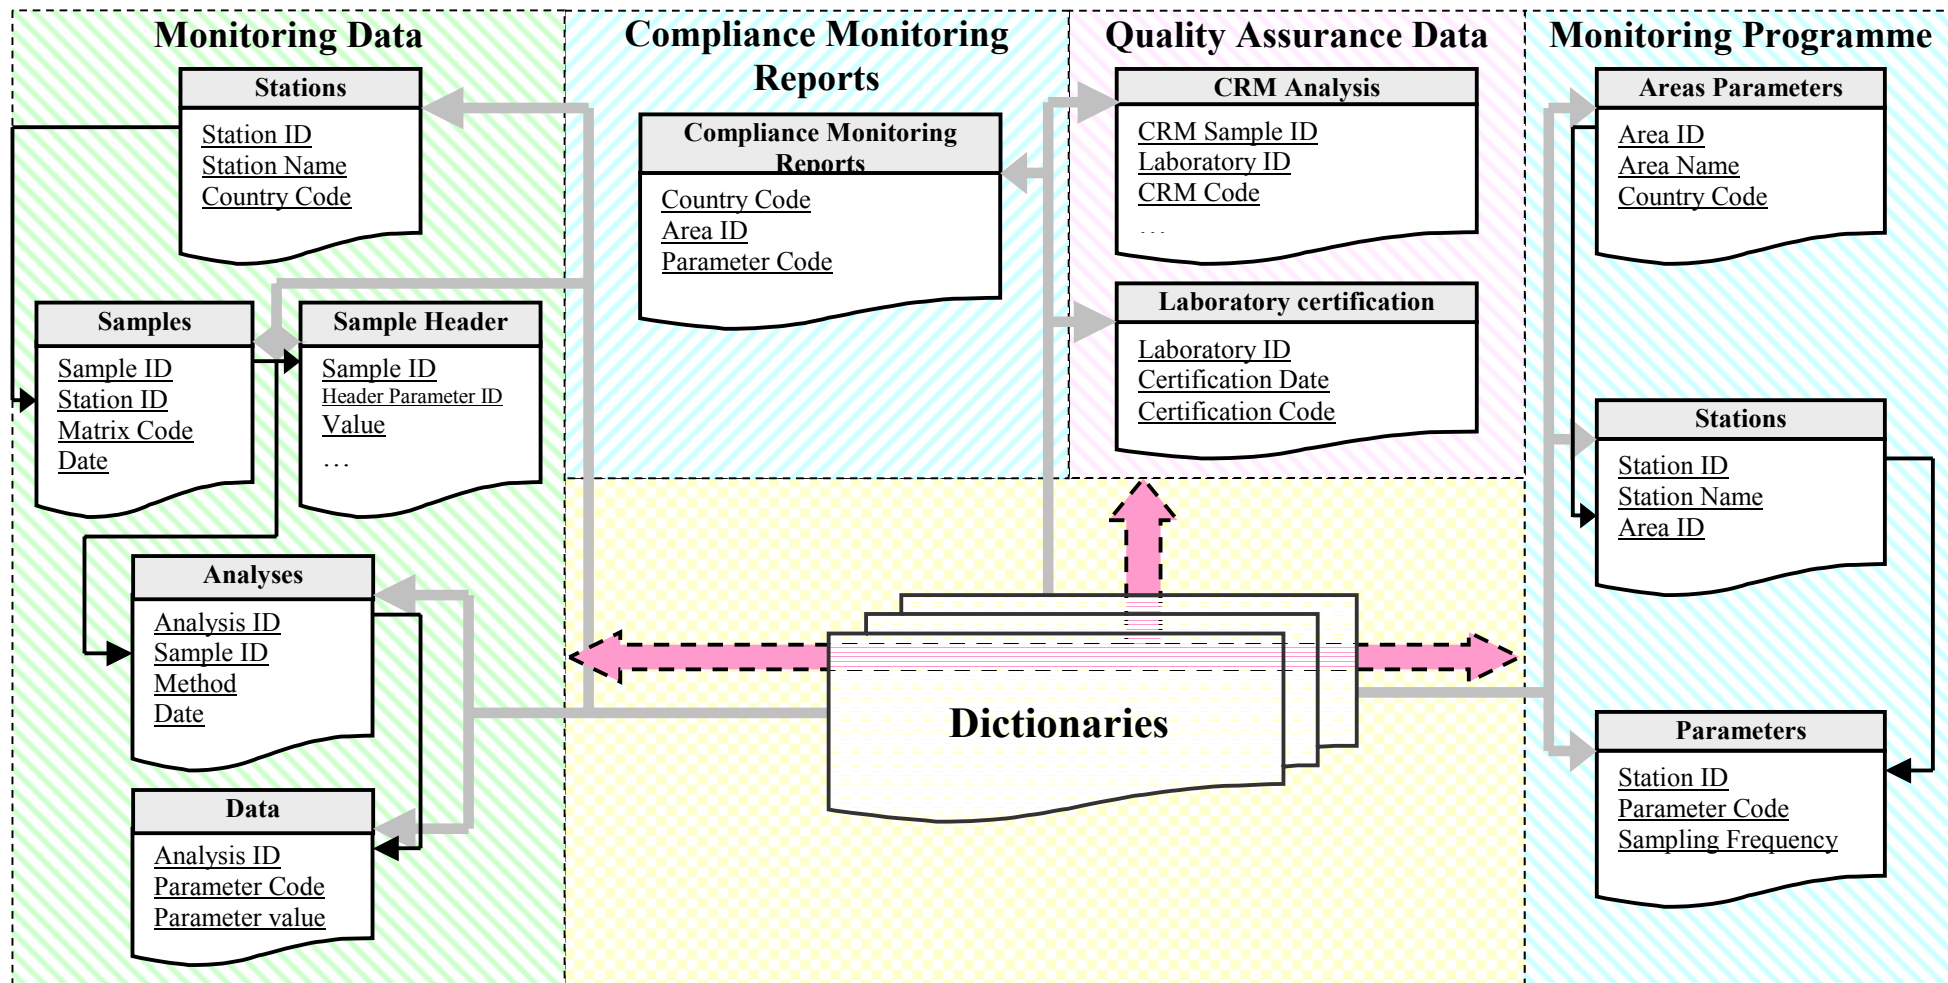 Monitoring Data
Stations
Station ID
Station Name
Country Code
Samples
Sample ID
Station ID
Matrix Code
Date
Sample Header
Sample ID
Header Parameter ID
Value
…
Analyses
Analysis ID
Sample ID
Method
Date
Data
Analysis ID
Parameter Code
Parameter value
Compliance Monitoring
Reports
Compliance Monitoring
Reports
Country Code
Area ID
Parameter Code
Quality Assurance Data
CRM Analysis
CRM Sample ID
Laboratory ID
CRM Code
…
Laboratory certification
Laboratory ID
Certification Date
Certification Code
Dictionaries
Monitoring Programme
Areas Parameters
Area ID
Area Name
Country Code
Stations
Station ID
Station Name
Area ID
Parameters
Station ID
Parameter Code
Sampling Frequency